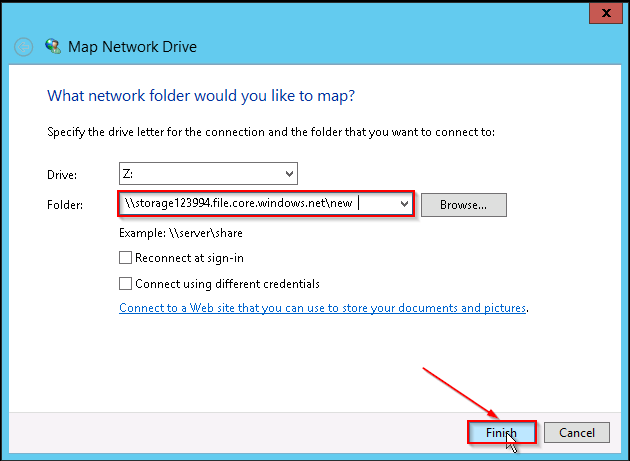 x
Map Network Drive
What network folder would you like to map?
Specify the drive letter for the connection and the folder that you want to connect to:
Drive: Z:
Folder: \\storage123994.file.core.windows.net\new Browse...
Example: \\server\share
Reconnect at sign-in
Connect using different credentials
Connect to a Web site that you can use to store your documents and pictures.
Finish Cancel